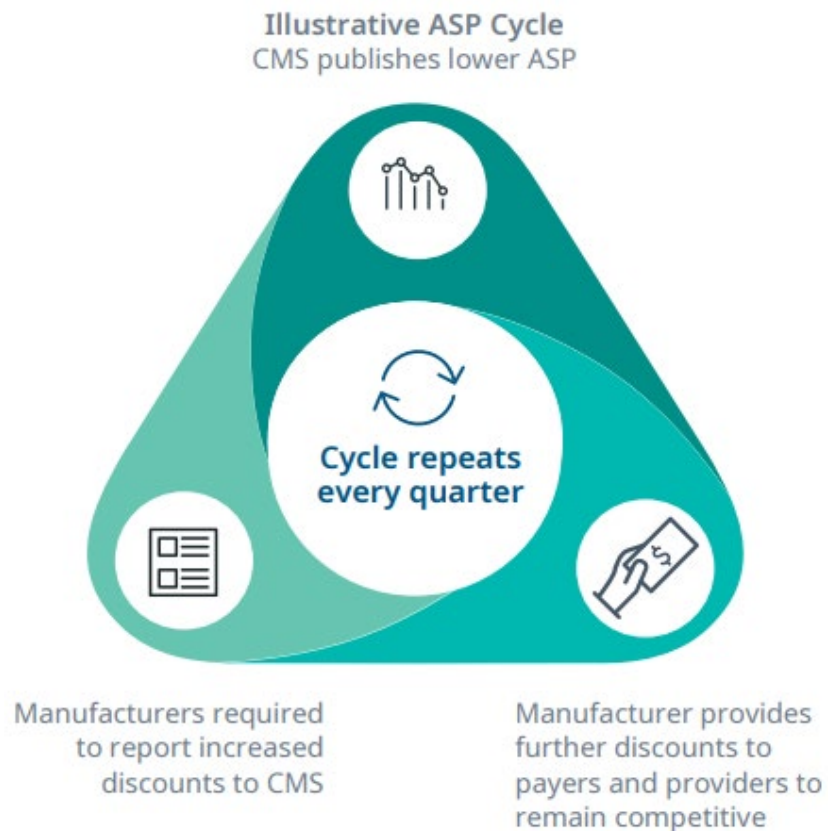 Illustrative ASP Cycle
CMS publishes lower ASP
$
Cycle repeats
every quarter
Manufacturers required
to report increased
discounts to CMS
Manufacturer provides
further discounts to
payers and providers to
remain competitive